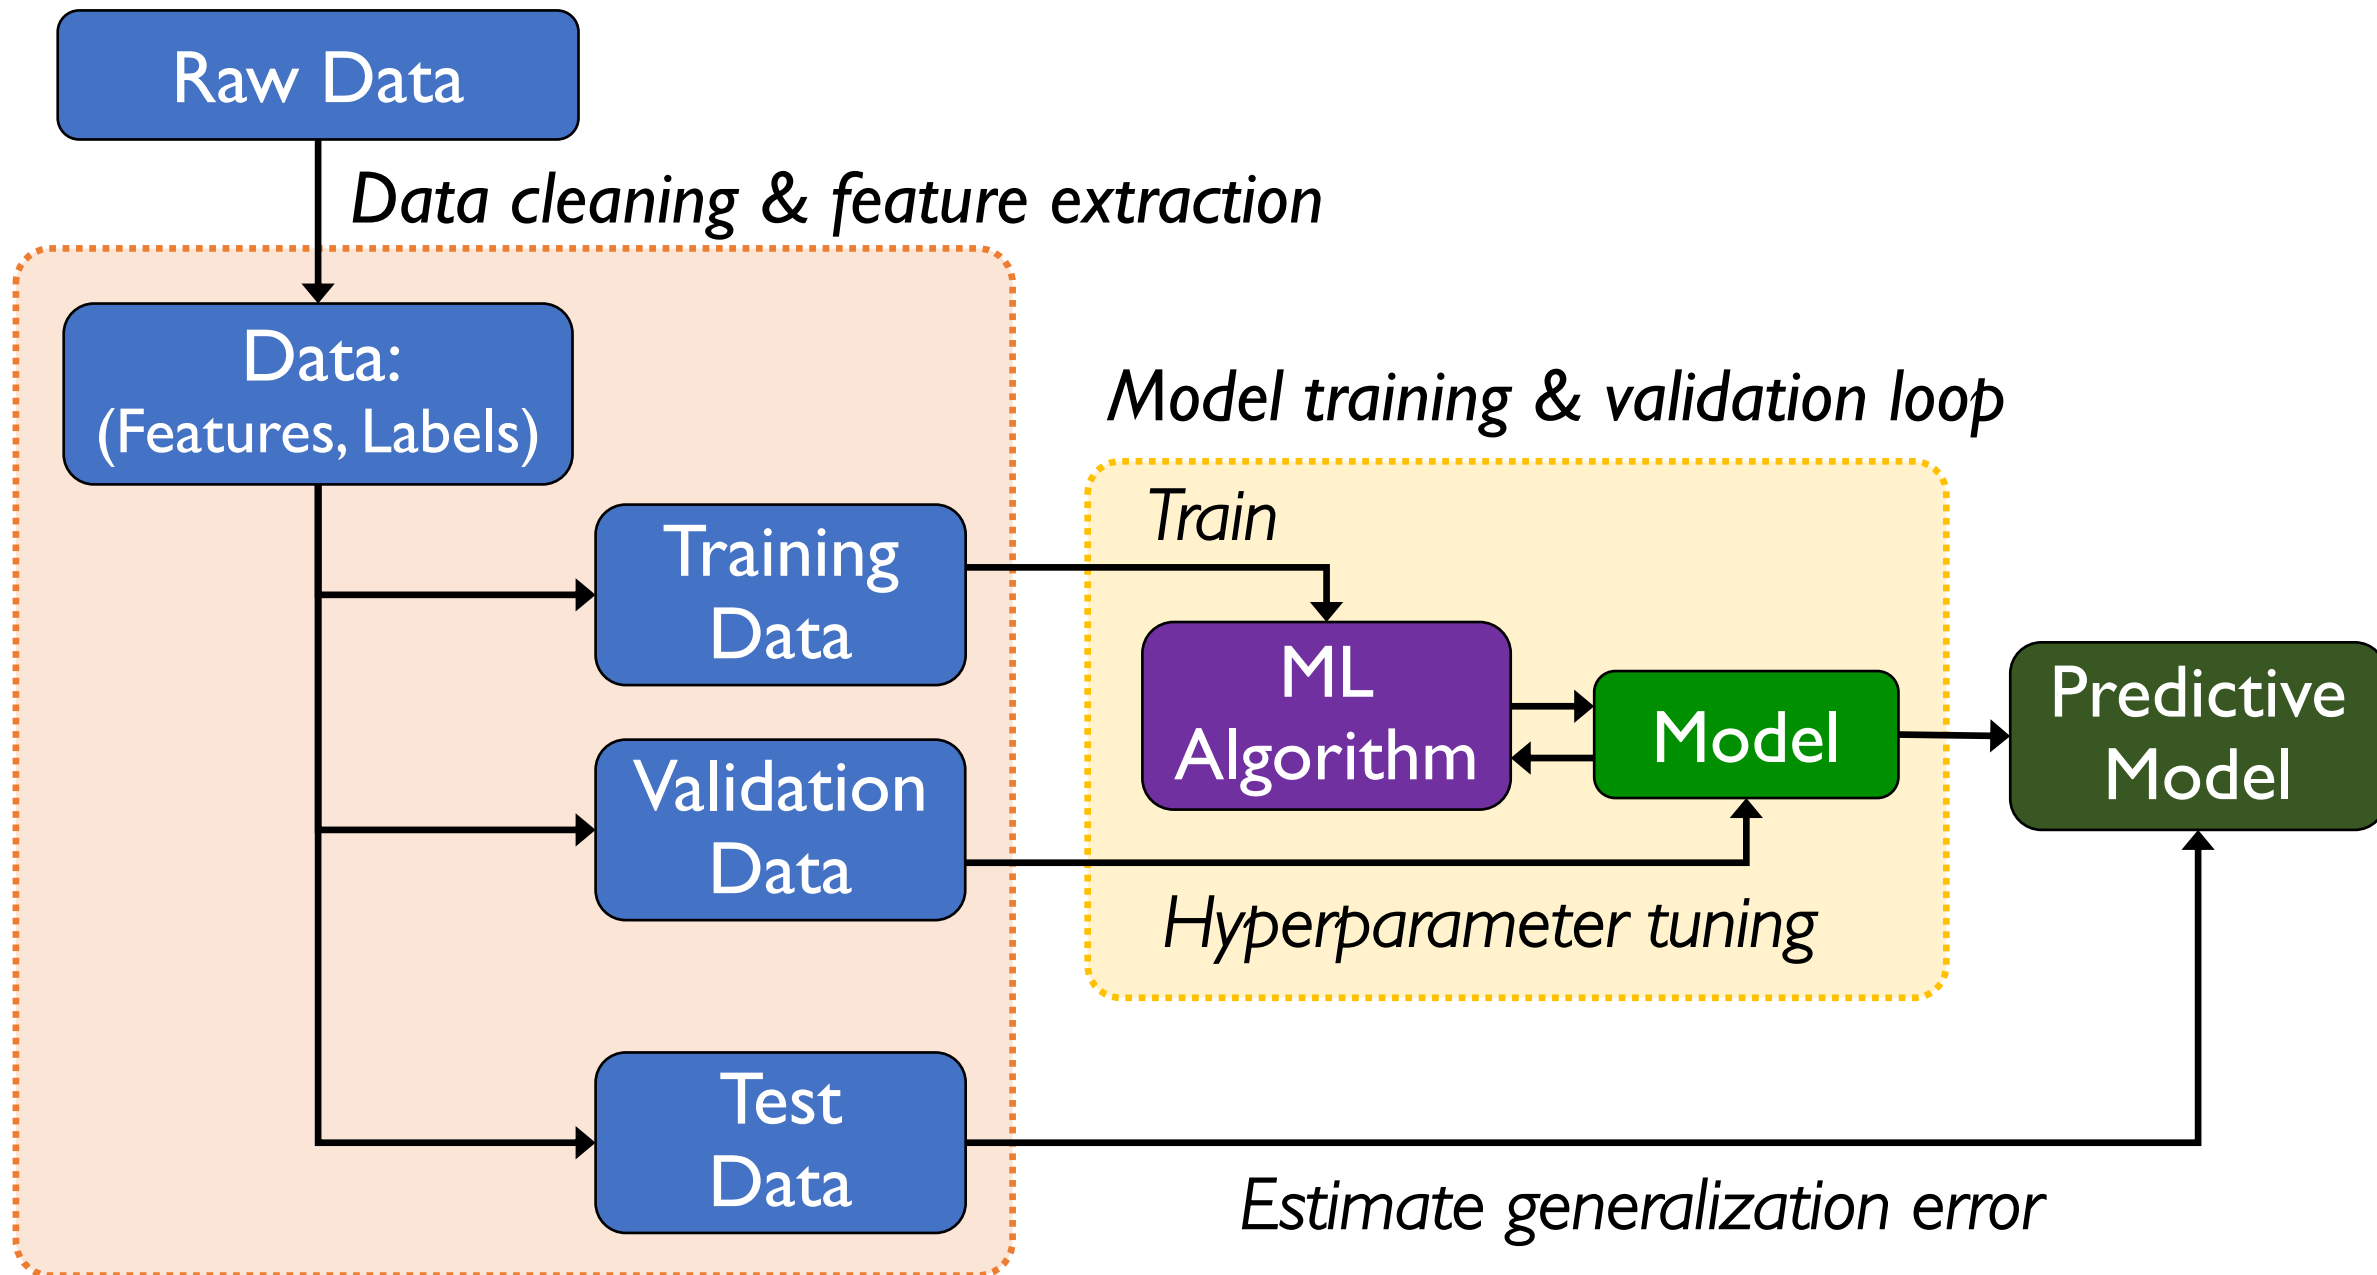 Raw Data
Data cleaning & feature extraction
Data:
(Features, Labels)
Model training & validation loop
Training
Data
Train
ML
Algorithm
Model
Predictive
Model
Validation
Data
Hyperparameter tuning
Test
Data
Estimate generalization error